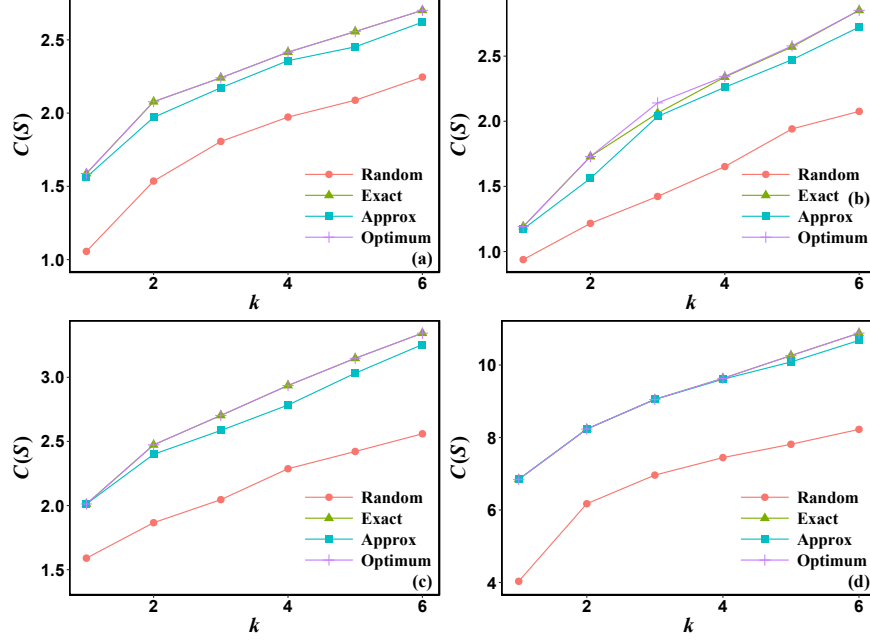 2.5
2.0
1.5
1.0
C(S)
Random
Exact
Approx
Optimum
(a)
2 4 6
k
2.5
2.0
1.5
1.0
C(S)
Random
Exact
Approx
Optimum
(b)
2 4 6
k
3.0
2.5
2.0
1.5
C(S)
Random
Exact
Approx
Optimum
(c)
2 4 6
k
10
8
6
4
C(S)
Random
Exact
Approx
Optimum
(d)
2 4 6
k